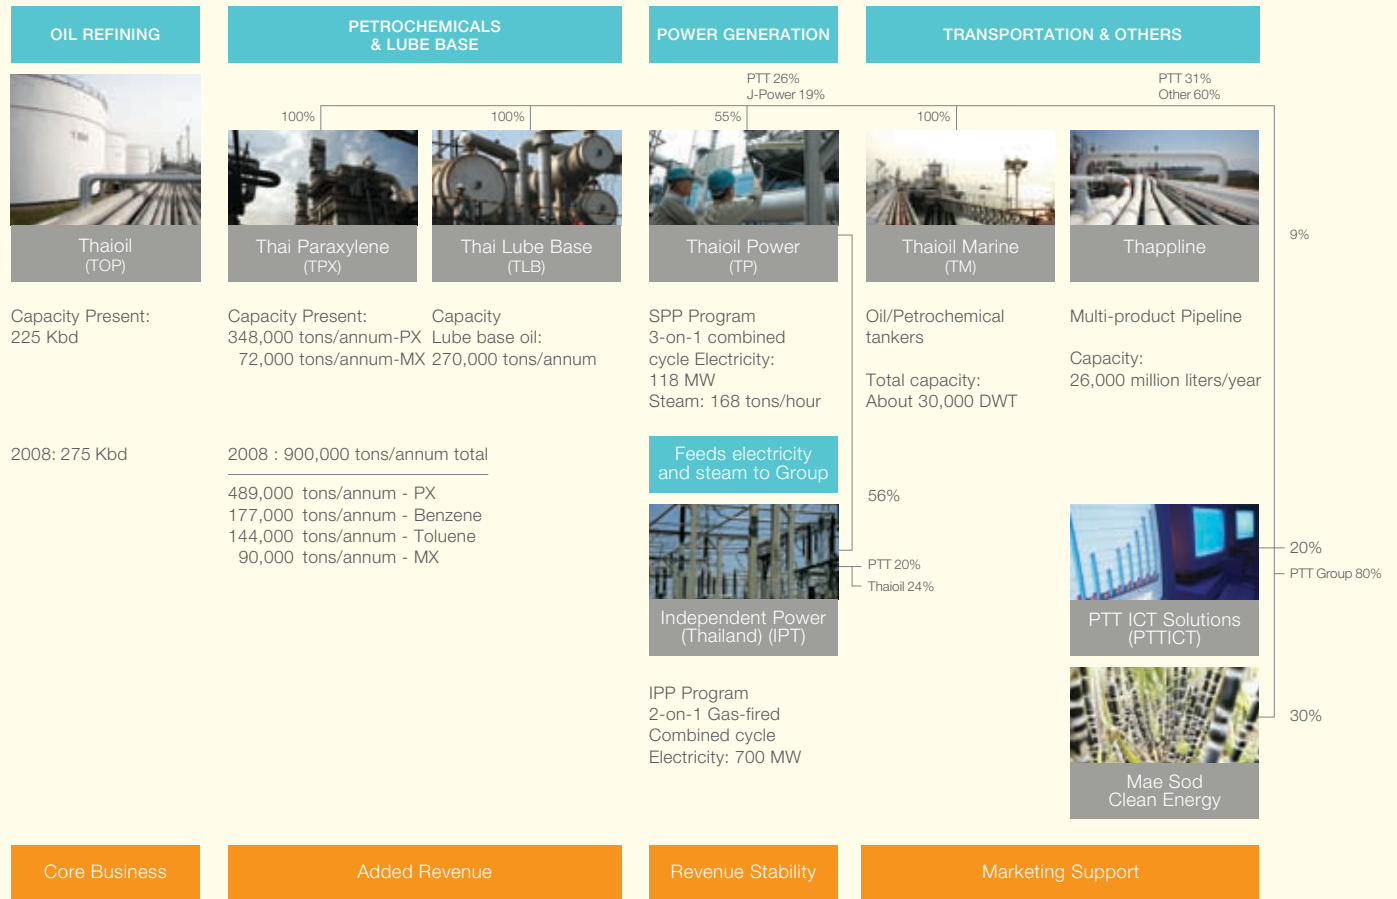 OIL REFINING
PETROCHEMICALS
& LUBE BASE
POWER GENERATION
TRANSPORTATION & OTHERS
PTT 26%
J-Power 19%
PTT 31%
Other 60%
100%
100%
55%
100%
Thaioil
(TOP)
Thai Paraxylene
(TPX)
Thai Lube Base
(TLB)
Thaioil Power
(TP)
Thaioil Marine
(TM)
Thappline
9%
Capacity Present:
225 Kbd
2008: 275 Kbd
Capacity Present:
348,000 tons/annum-PX
72,000 tons/annum-MX
2008 : 900,000 tons/annum total
489,000 tons/annum - PX
177,000 tons/annum - Benzene
144,000 tons/annum - Toluene
90,000 tons/annum - MX
Capacity
Lube base oil:
270,000 tons/annum
SPP Program
3-on-1 combined
cycle Electricity:
118 MW
Steam: 168 tons/hour
Feeds electricity
and steam to Group
56%
PTT 20%
Thaioil 24%
Independent Power
(Thailand) (IPT)
IPP Program
2-on-1 Gas-fired
Combined cycle
Electricity: 700 MW
Oil/Petrochemical
tankers
Total capacity:
About 30,000 DWT
Multi-product Pipeline
Capacity:
26,000 million liters/year
20%
PTT Group 80%
PTT ICT Solutions
(PTTICT)
30%
Mae Sod
Clean Energy
Core Business
Added Revenue
Revenue Stability
Marketing Support